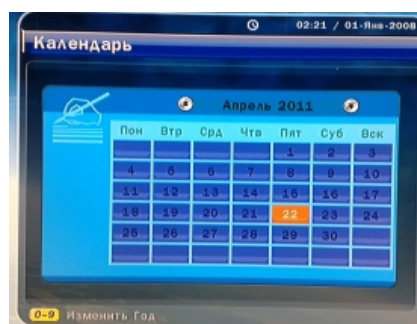 02:21 / 01-Янв-2008
Календарь
Апрель 2011
Пон Втр Срд Чтв Пят Суб Вск
1 2 3
4 5 6 7 8 9 10
11 12 13 14 15 16 17
18 19 20 21 22 23 24
25 26 27 28 29 30
0-9 Изменить Год